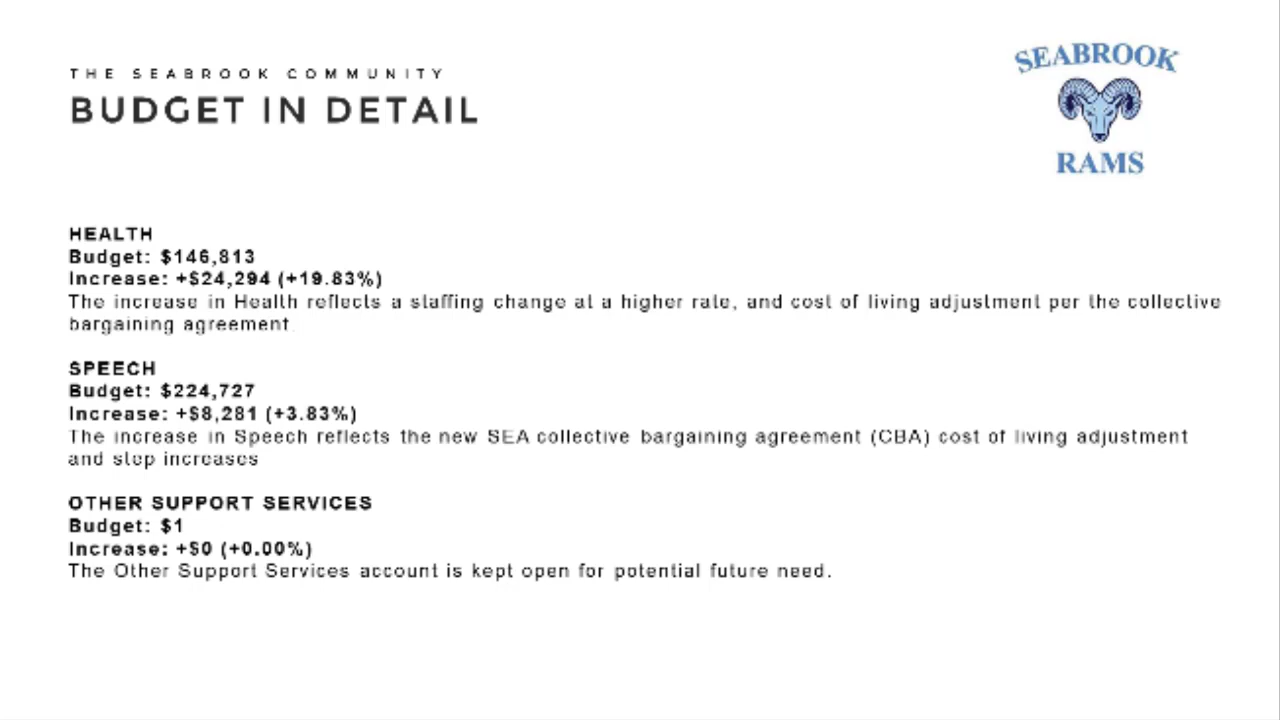 THE SEABROOK COMMUNITY
BUDGET IN DETAIL
SEABROOK
RAMS
HEALTH
Budget: $146,813
Increase: +$24,294 (+19.83%)
The increase in Health reflects a staffing change at a higher rate, and cost of living adjustment per the collective
bargaining agreement.
SPEECH
Budget: $224,727
Increase: +$8,281 (+3.83%)
The increase in Speech reflects the new SEA collective bargaining agreement (CBA) cost of living adjustment
and step increases
OTHER SUPPORT SERVICES
Budget: $1
Increase: +$0 (+0.00%)
The Other Support Services account is kept open for potential future need.